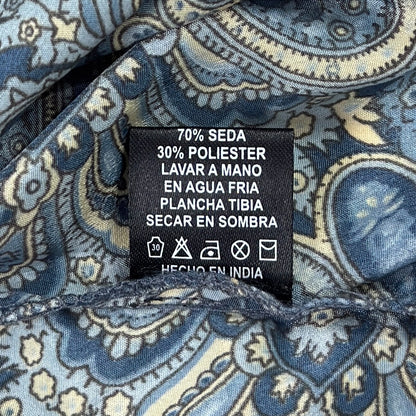 70% SEDA
30% POLIESTER
LAVAR A MANO
EN AGUA FRIA
PLANCHA TIBIA
SECAR EN SOMBRA
30
HECHO EN INDIA